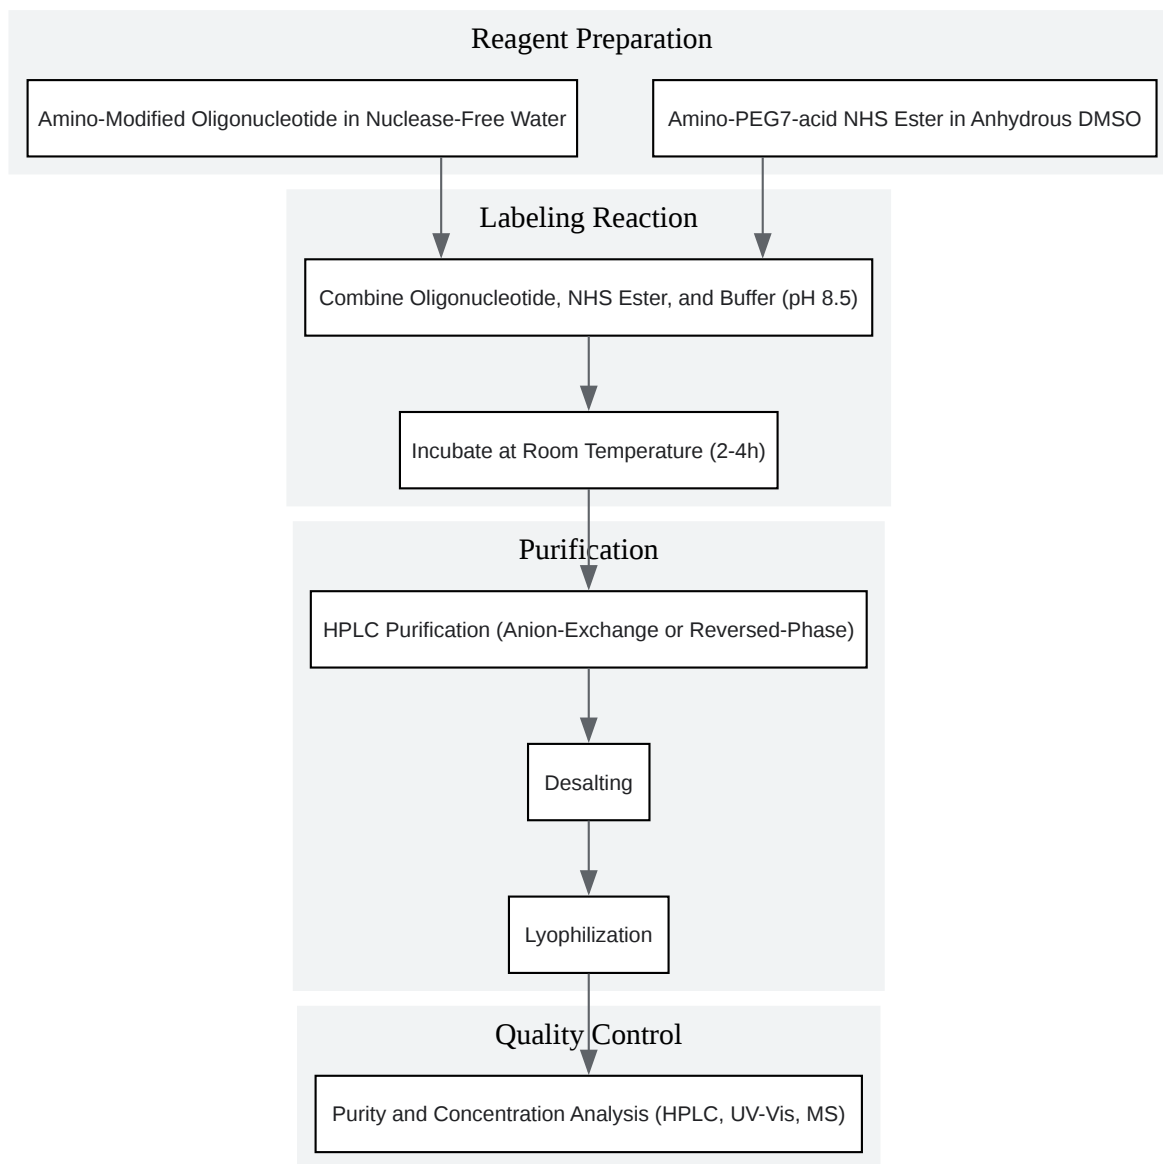 Reagent Preparation
Amino-Modified Oligonucleotide in Nuclease-Free Water
Amino-PEG7-acid NHS Ester in Anhydrous DMSO
Labeling Reaction
Combine Oligonucleotide, NHS Ester, and Buffer (pH 8.5)
Incubate at Room Temperature (2-4h)
Purification
HPLC Purification (Anion-Exchange or Reversed-Phase)
Desalting
Lyophilization
Quality Control
Purity and Concentration Analysis (HPLC, UV-Vis, MS)